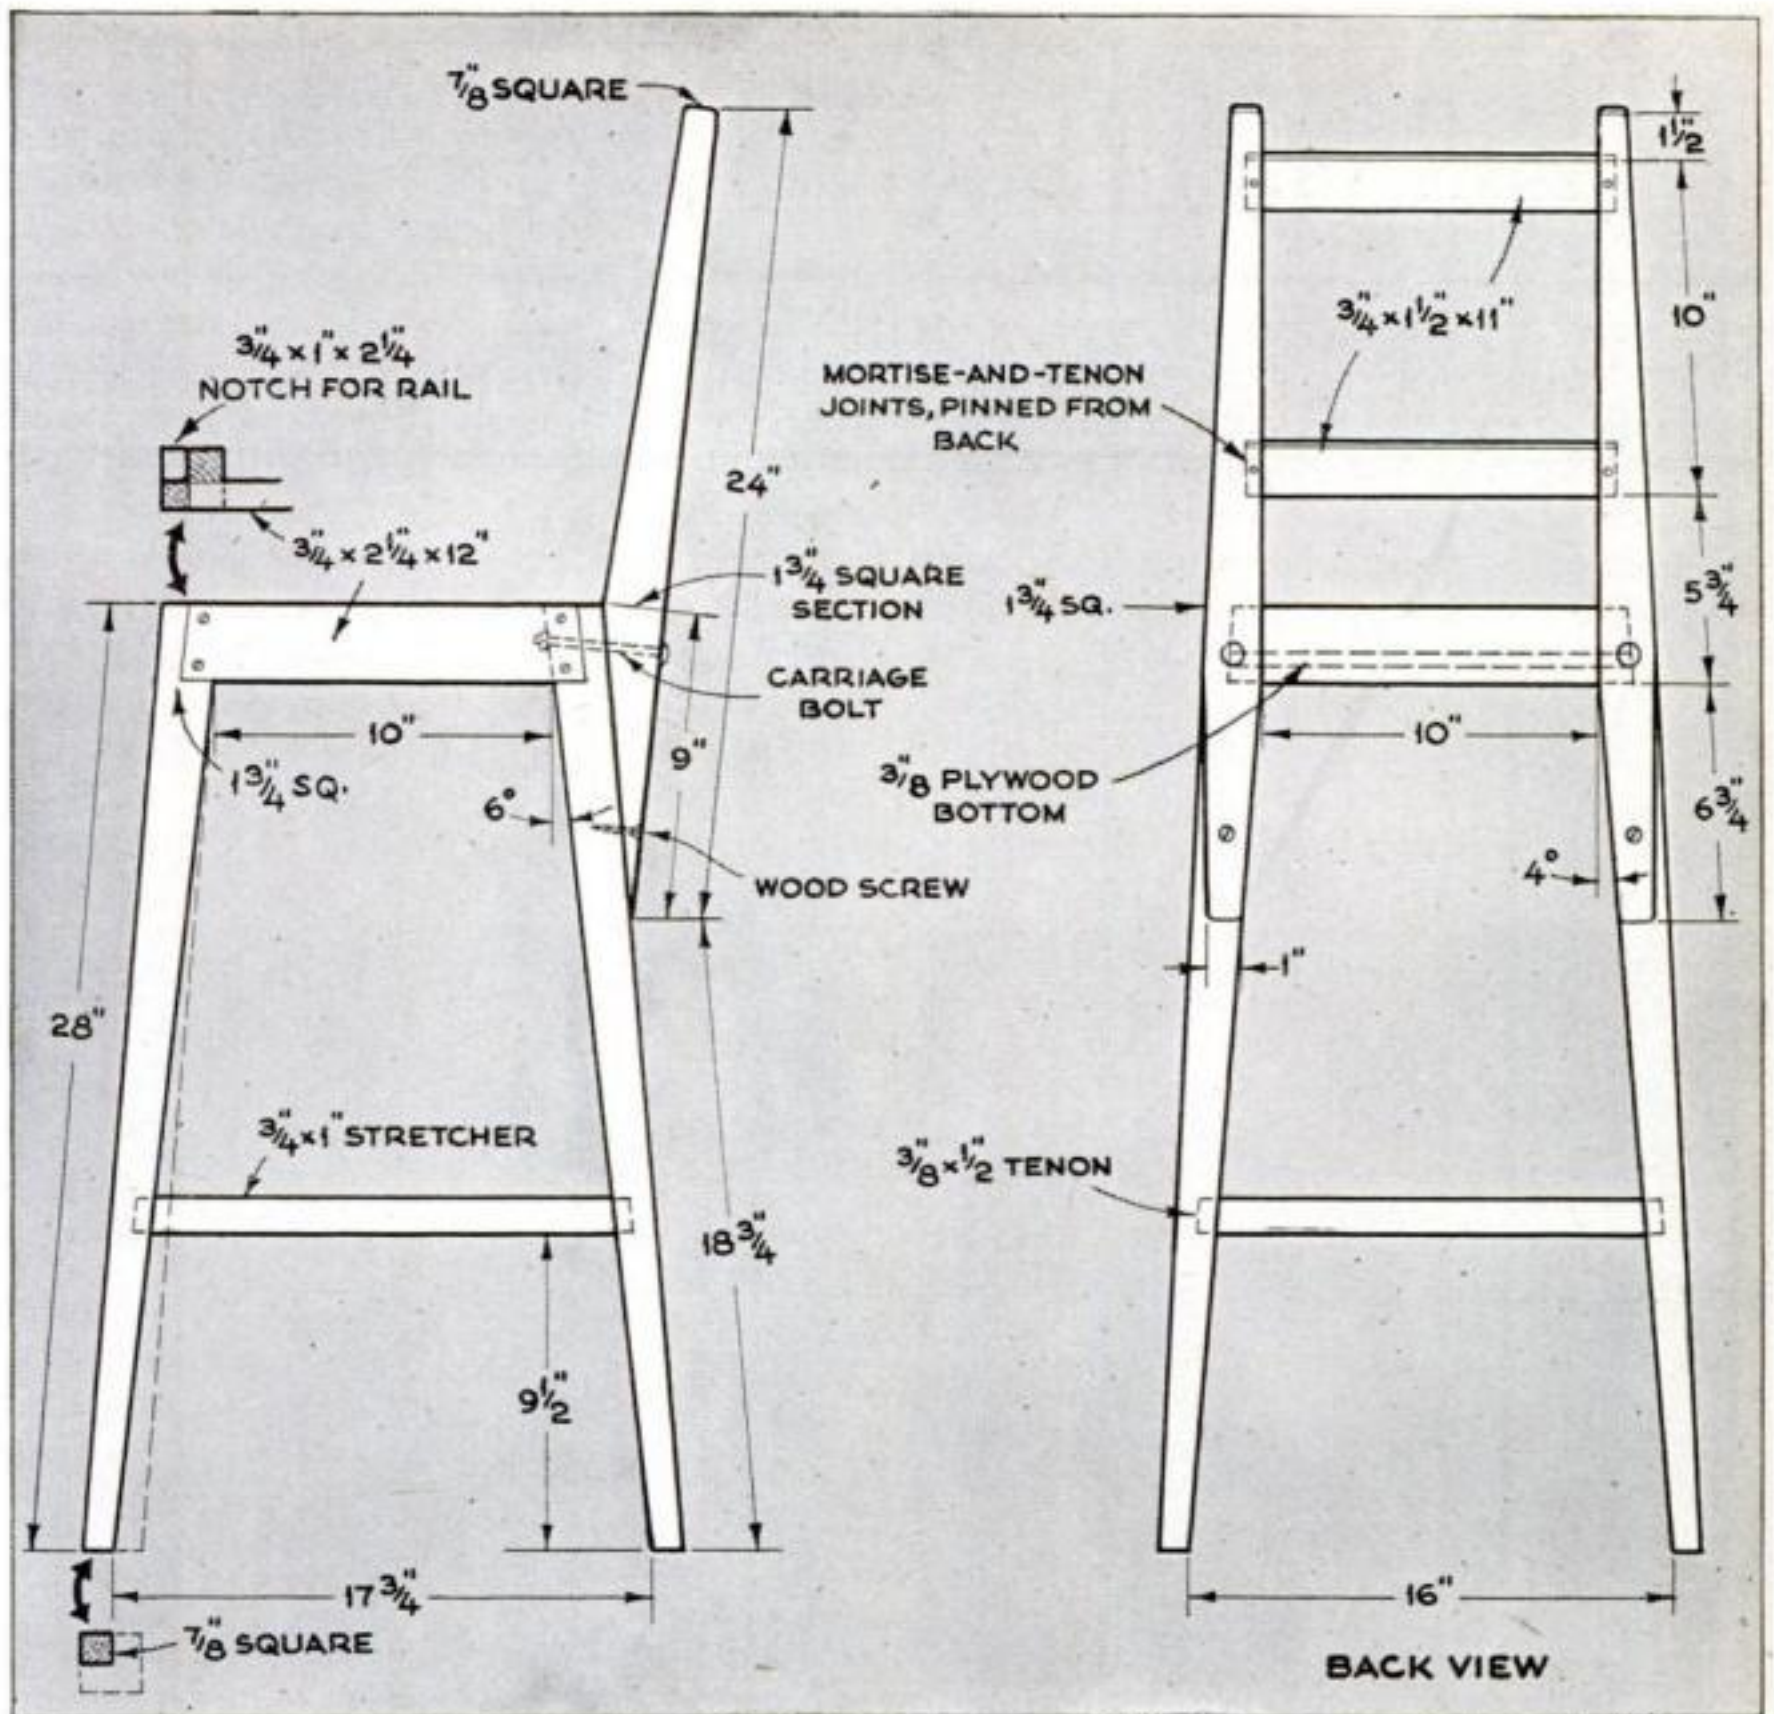 7/8" SQUARE
3/4" x 1" x 2 1/4"
NOTCH FOR RAIL
3/4" x 2 1/4" x 12"
24"
1 3/4" SQUARE
SECTION
CARRIAGE
BOLT
10"
1 3/4" SQ.
6°
9"
WOOD SCREW
28"
3/4" x 1" STRETCHER
18 3/4"
9 1/2"
17 3/4"
7/8" SQUARE
1 1/2"
10"
3/4" x 1 1/2" x 11"
MORTISE-AND-TENON
JOINTS, PINNED FROM
BACK
1 3/4" SQ.
5 3/4"
10"
3/8" PLYWOOD
BOTTOM
6 3/4"
4°
1"
3/8" x 1/2" TENON
16"
BACK VIEW